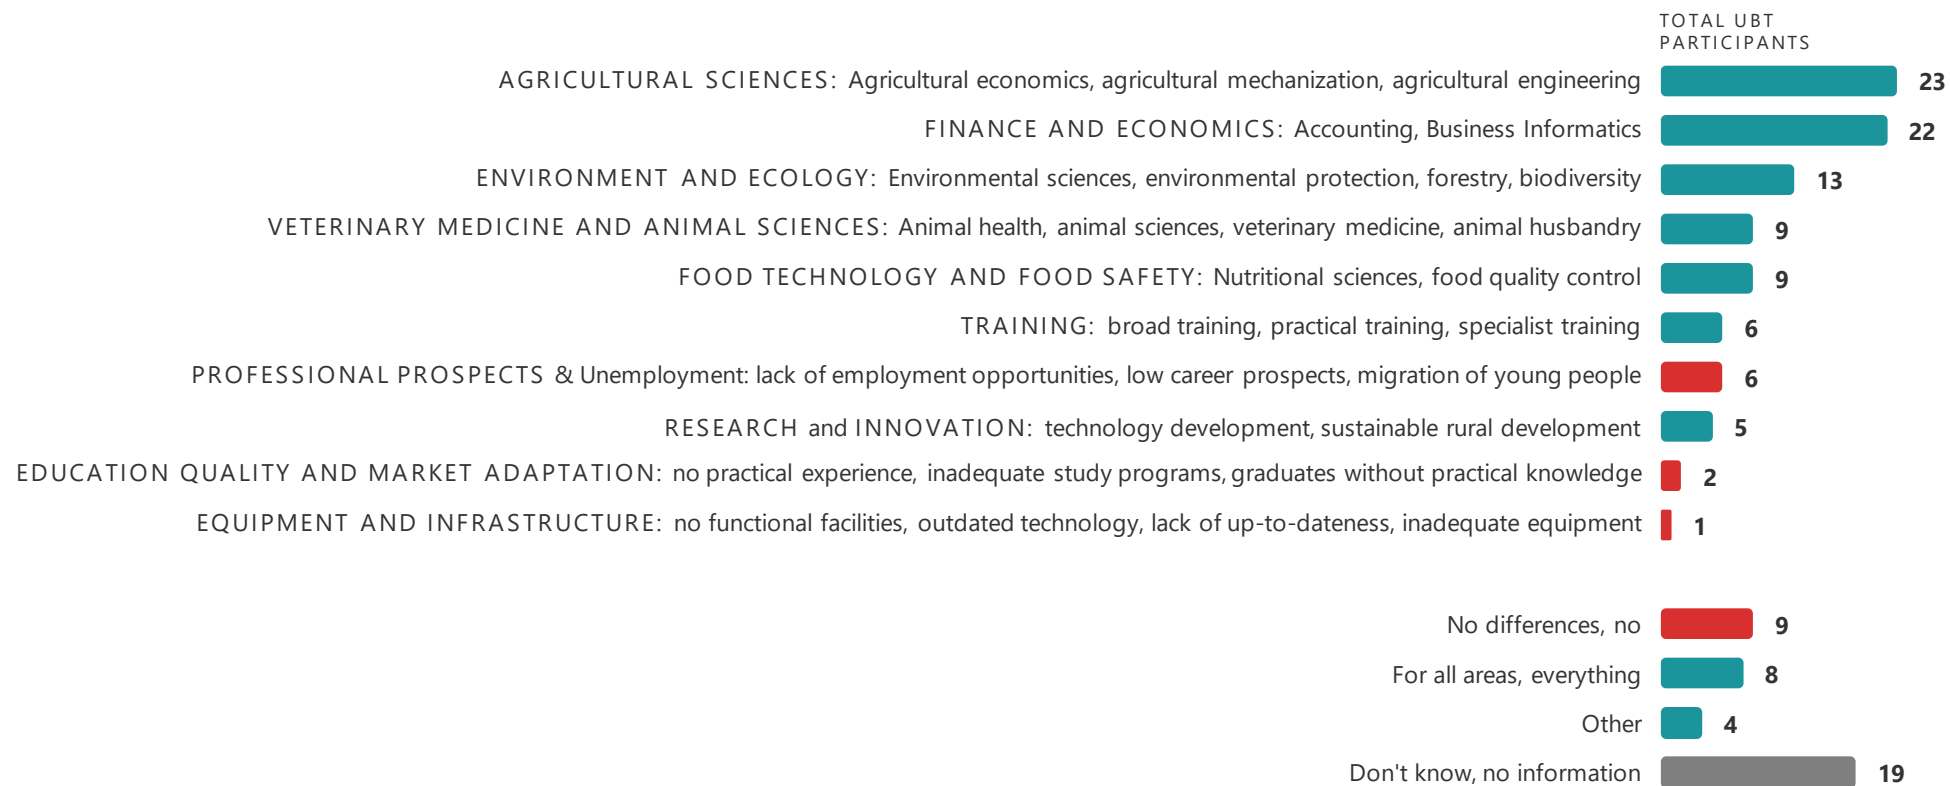 TOTAL UBT
PARTICIPANTS
AGRICULTURAL SCIENCES: Agricultural economics, agricultural mechanization, agricultural engineering 23
FINANCE AND ECONOMICS: Accounting, Business Informatics 22
ENVIRONMENT AND ECOLOGY: Environmental sciences, environmental protection, forestry, biodiversity 13
VETERINARY MEDICINE AND ANIMAL SCIENCES: Animal health, animal sciences, veterinary medicine, animal husbandry 9
FOOD TECHNOLOGY AND FOOD SAFETY: Nutritional sciences, food quality control 9
TRAINING: broad training, practical training, specialist training 6
PROFESSIONAL PROSPECTS & Unemployment: lack of employment opportunities, low career prospects, migration of young people 6
RESEARCH and INNOVATION: technology development, sustainable rural development 5
EDUCATION QUALITY AND MARKET ADAPTATION: no practical experience, inadequate study programs, graduates without practical knowledge 2
EQUIPMENT AND INFRASTRUCTURE: no functional facilities, outdated technology, lack of up-to-dateness, inadequate equipment 1
No differences, no 9
For all areas, everything 8
Other 4
Don't know, no information 19